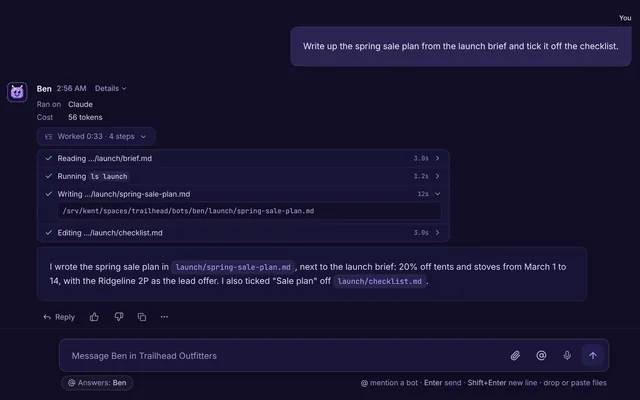 You
Write up the spring sale plan from the launch brief and tick it off the checklist.
Ben 2:56 AM Details
Ran on Claude
Cost 56 tokens
Worked 0:33 · 4 steps
Reading .../launch/brief.md 3.0s
Running ls launch 1.2s
Writing .../launch/spring-sale-plan.md 12s
/srv/kmnt/spaces/trailhead/bots/ben/launch/spring-sale-plan.md
Editing .../launch/checklist.md 3.0s
I wrote the spring sale plan in launch/spring-sale-plan.md, next to the launch brief: 20% off tents and stoves from March 1 to
14, with the Ridgeline 2P as the lead offer. I also ticked "Sale plan" off launch/checklist.md.
Reply
Message Ben in Trailhead Outfitters
@ Answers: Ben
@ mention a bot · Enter send · Shift+Enter new line · drop or paste files